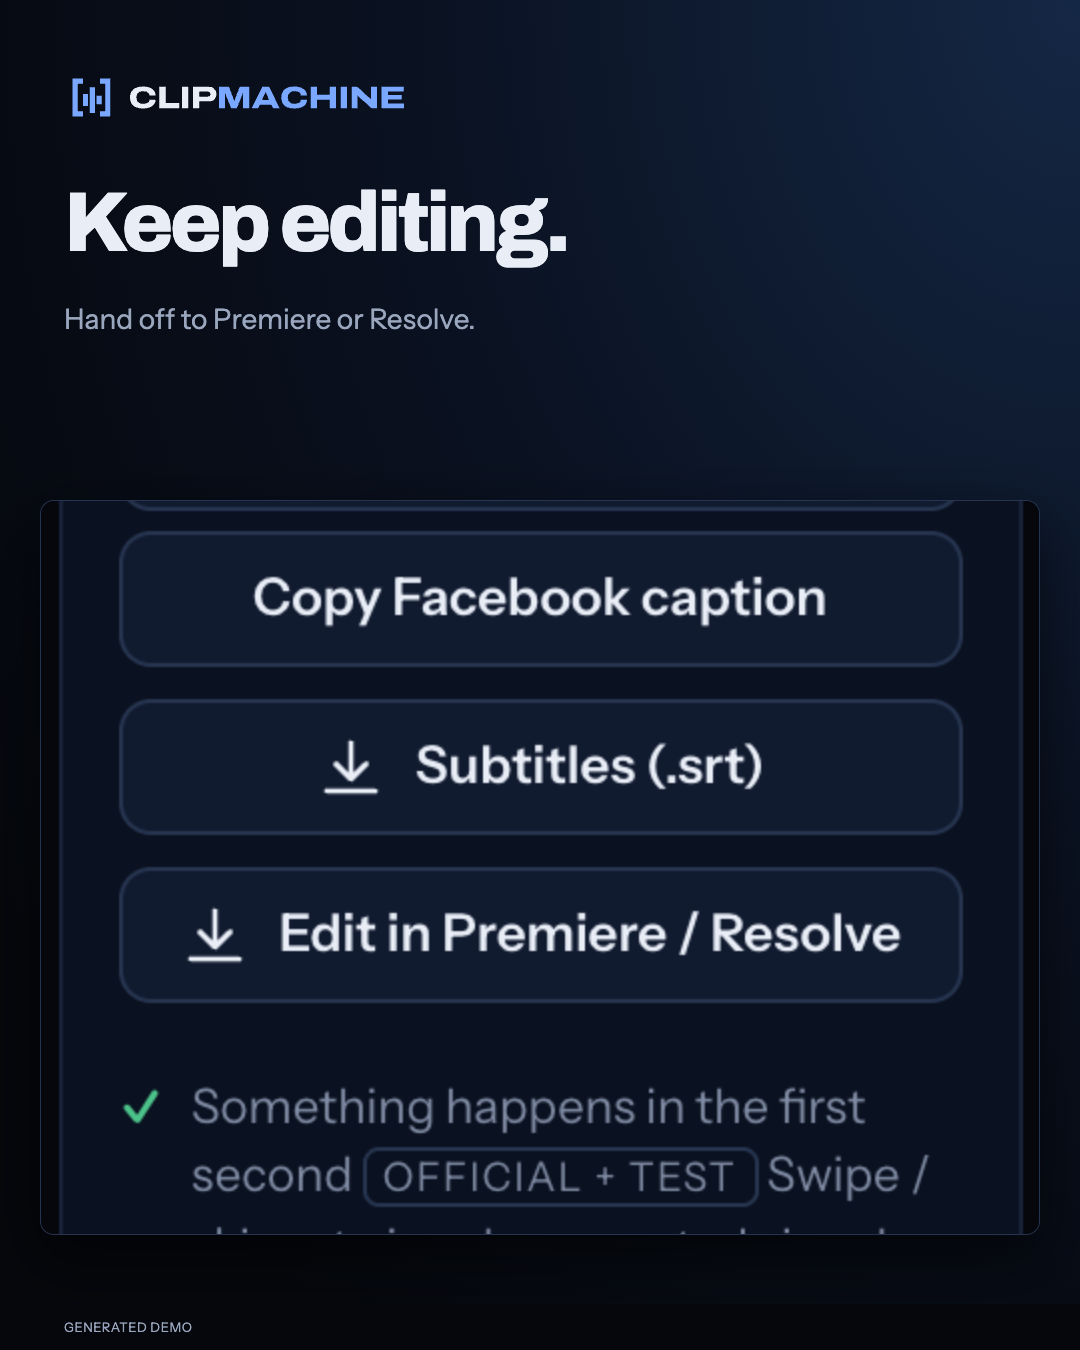 CLIPMACHINE
Keep editing.
Hand off to Premiere or Resolve.
Copy Facebook caption
Subtitles (.srt)
Edit in Premiere / Resolve
Something happens in the first
second OFFICIAL + TEST Swipe /
GENERATED DEMO